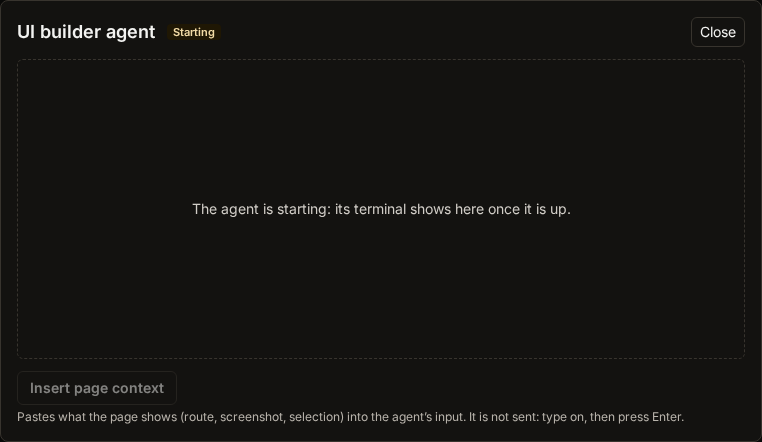 UI builder agent
Starting
Close
The agent is starting: its terminal shows here once it is up.
Insert page context
Pastes what the page shows (route, screenshot, selection) into the agent’s input. It is not sent: type on, then press Enter.